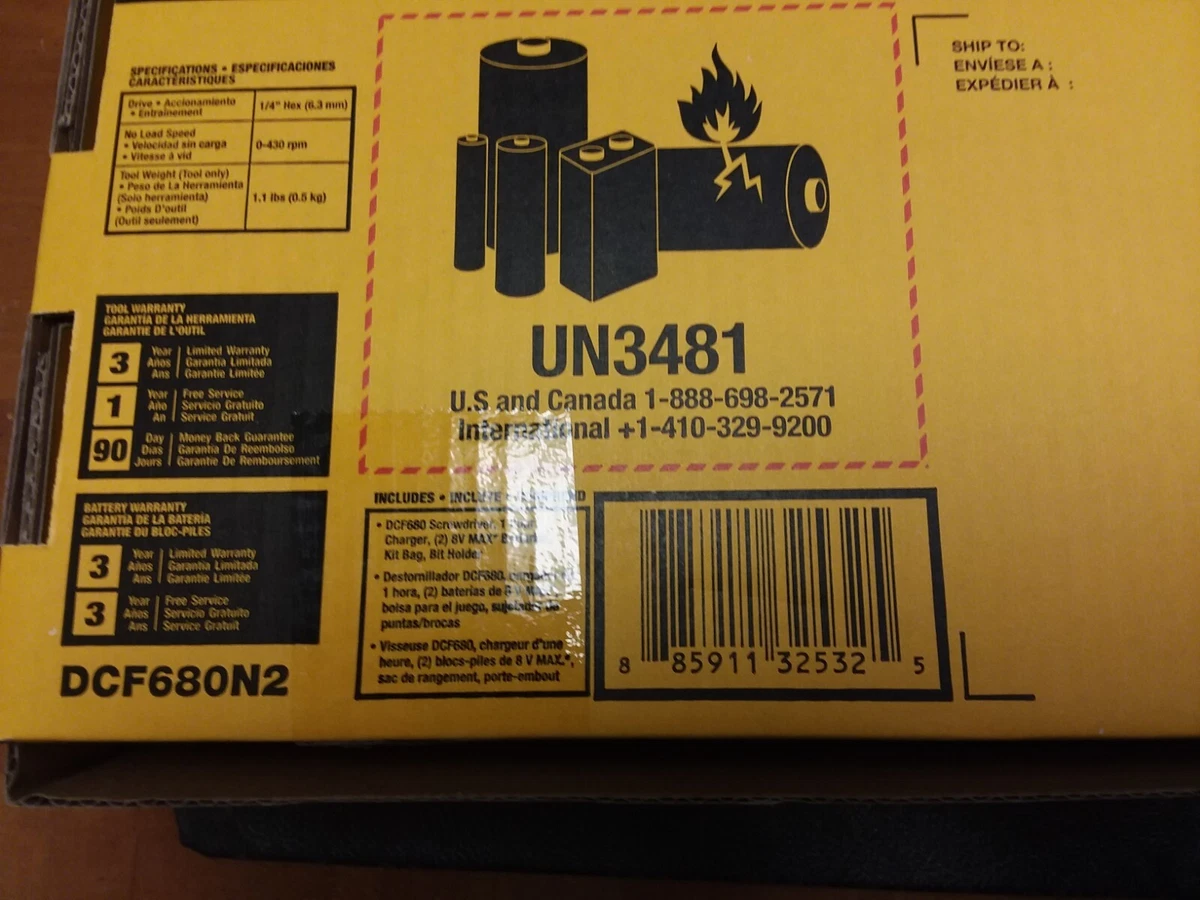 SPECIFICATIONS • ESPECIFICACIONES
CARACTÉRISTIQUES
Drive • Accionamiento
• Entraînement
1/4" Hex (6.3 mm)
No Load Speed
• Velocidad sin carga
• Vitesse à vid
0-430 rpm
Tool Weight (Tool only)
• Peso de La Herramienta
(Solo herramienta)
• Poids D'outil
(Outil seulement)
1.1 lbs (0.5 kg)
TOOL WARRANTY
GARANTÍA DE LA HERRAMIENTA
GARANTIE DE L'OUTIL
3 Year Años Ans
Limited Warranty
Garantía Limitada
Garantie Limitée
1 Year Año An
Free Service
Servicio Gratuito
Service Gratuit
90 Day Dias Jours
Money Back Guarantee
Garantía De Reembolso
Garantie De Remboursement
BATTERY WARRANTY
GARANTÍA DE LA BATERÍA
GARANTIE DU BLOC-PILES
3 Year Años Ans
Limited Warranty
Garantía Limitada
Garantie Limitée
3 Year Años Ans
Free Service
Servicio Gratuito
Service Gratuit
DCF680N2
UN3481
U.S and Canada 1-888-698-2571
International +1-410-329-9200
INCLUDES •
• DCF680 Screwdriver, 1
Charger, (2) 8V MAX*
Kit Bag, Bit Holder
• Destornillador DCF680,
1 hora, (2) baterías de
bolsa para el juego,
puntas/brocas
• Visseuse DCF680, chargeur d'une
heure, (2) blocs-piles de 8 V MAX.*,
sac de rangement, porte-embout
8 85911 32532 5
SHIP TO:
ENVÍESE A :
EXPÉDIER À :